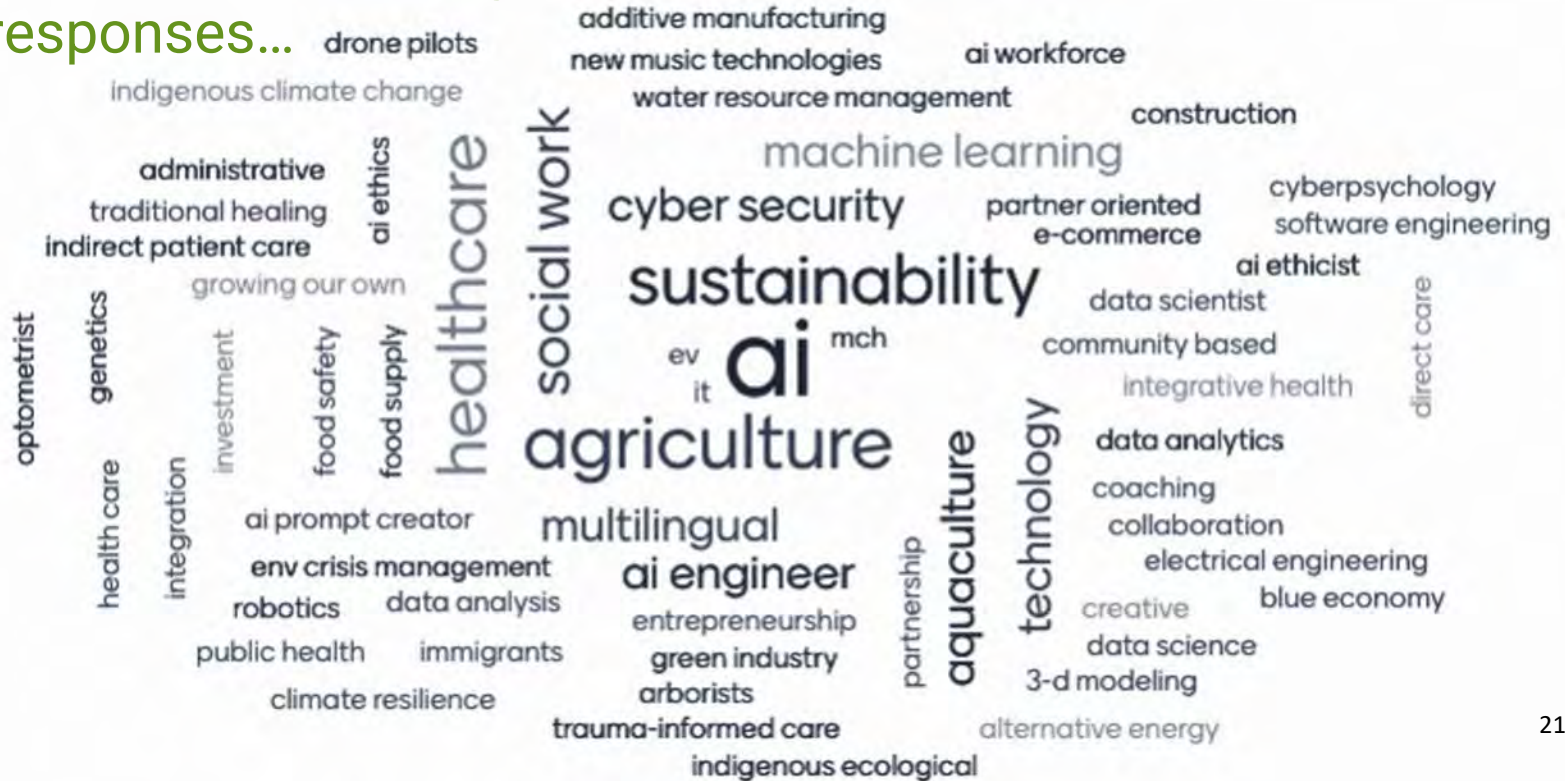 responses...
drone pilots
additive manufacturing
new music technologies
ai workforce
indigenous climate change
water resource management
construction
administrative
ai ethics
healthcare
social work
machine learning
traditional healing
cyber security
partner oriented
e-commerce
cyberpsychology
software engineering
indirect patient care
growing our own
sustainability
ai ethicist
data scientist
direct care
optometrist
genetics
investment
food safety
food supply
ev
it
ai
mch
community based
integrative health
agriculture
data analytics
health care
integration
ai prompt creator
multilingual
aquaculture
technology
coaching
collaboration
env crisis management
ai engineer
partnership
electrical engineering
robotics
data analysis
entrepreneurship
creative
blue economy
public health
immigrants
green industry
data science
climate resilience
arborists
3-d modeling
trauma-informed care
alternative energy
indigenous ecological
21